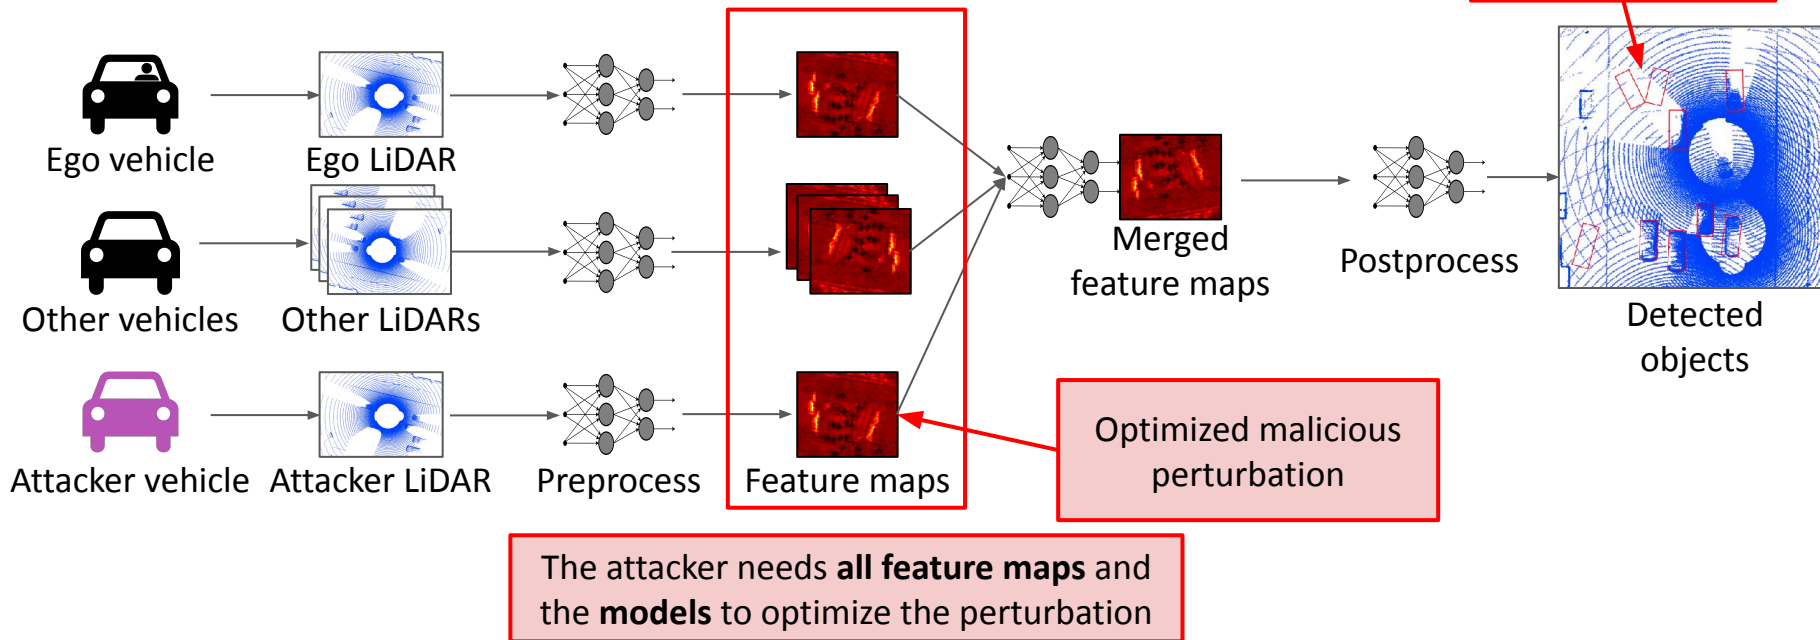 Ego vehicle
Ego LiDAR
Other vehicles
Other LiDARs
Attacker vehicle
Attacker LiDAR
Preprocess
Feature maps
Merged
feature maps
Postprocess
Detected
objects
Optimized malicious
perturbation
The attacker needs all feature maps and
the models to optimize the perturbation